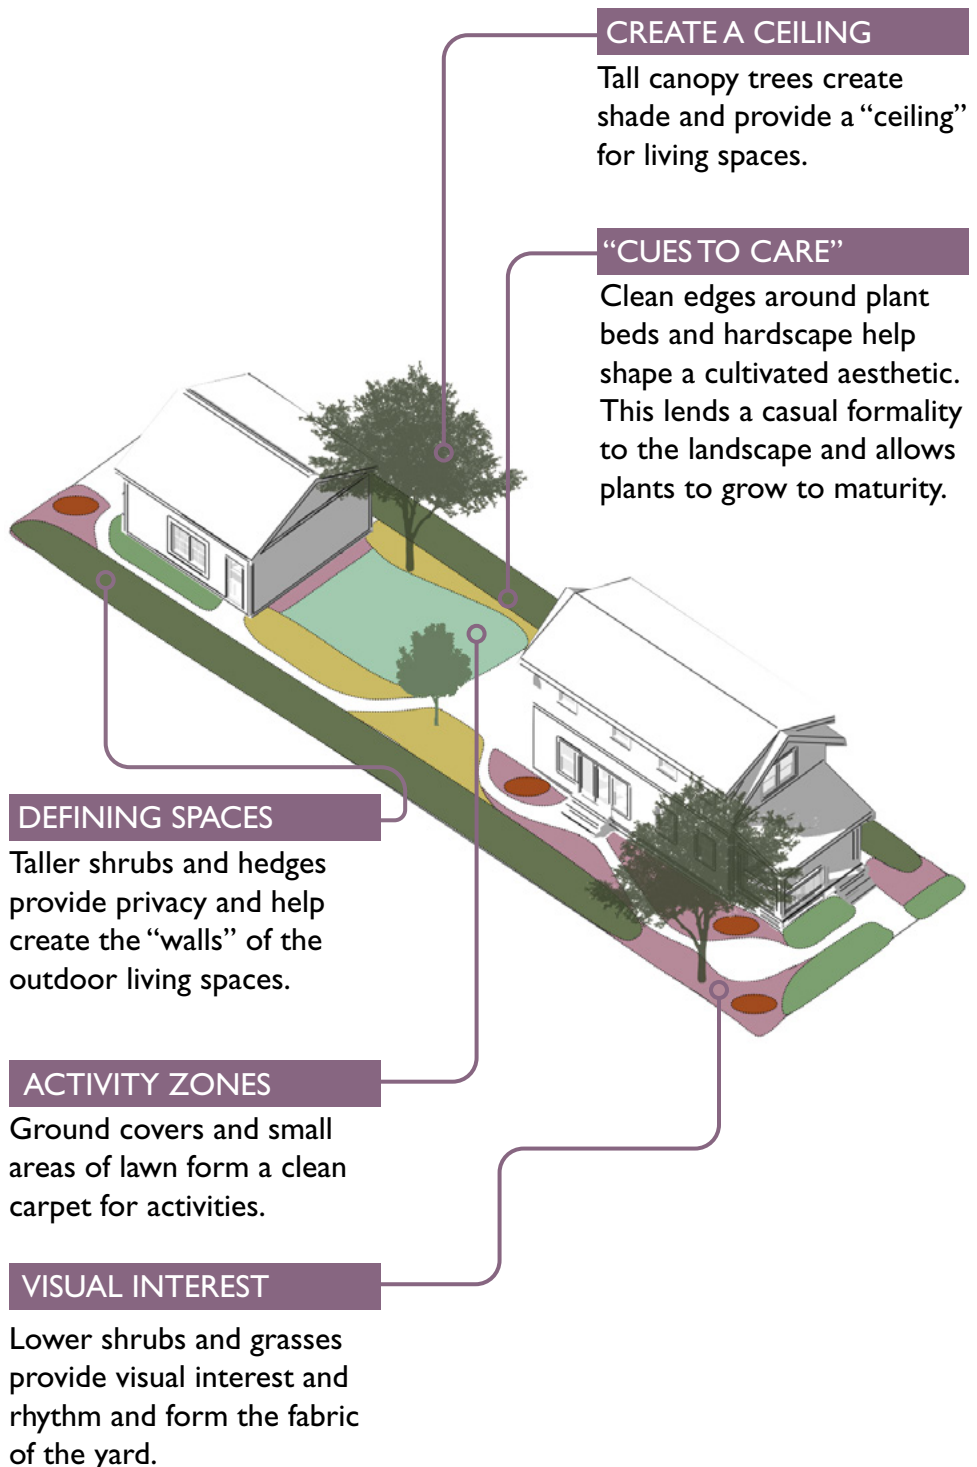 CREATE A CEILING
Tall canopy trees create
shade and provide a “ceiling”
for living spaces.
“CUES TO CARE”
Clean edges around plant
beds and hardscape help
shape a cultivated aesthetic.
This lends a casual formality
to the landscape and allows
plants to grow to maturity.
DEFINING SPACES
Taller shrubs and hedges
provide privacy and help
create the “walls” of the
outdoor living spaces.
ACTIVITY ZONES
Ground covers and small
areas of lawn form a clean
carpet for activities.
VISUAL INTEREST
Lower shrubs and grasses
provide visual interest and
rhythm and form the fabric
of the yard.